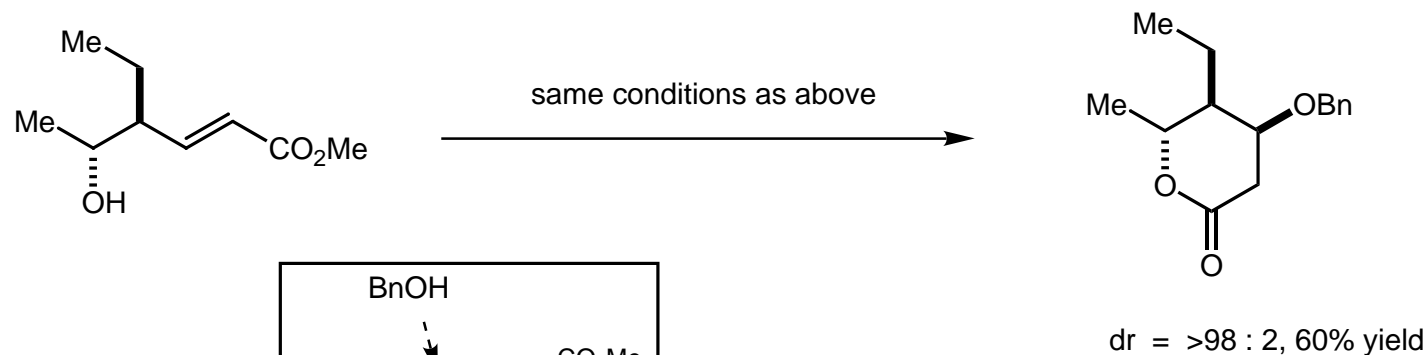 Me
Me
same conditions as above
Me
OBn
Me
CO₂Me
OH
O
O
BnOH
dr = >98 : 2, 60% yield
CO₂Me